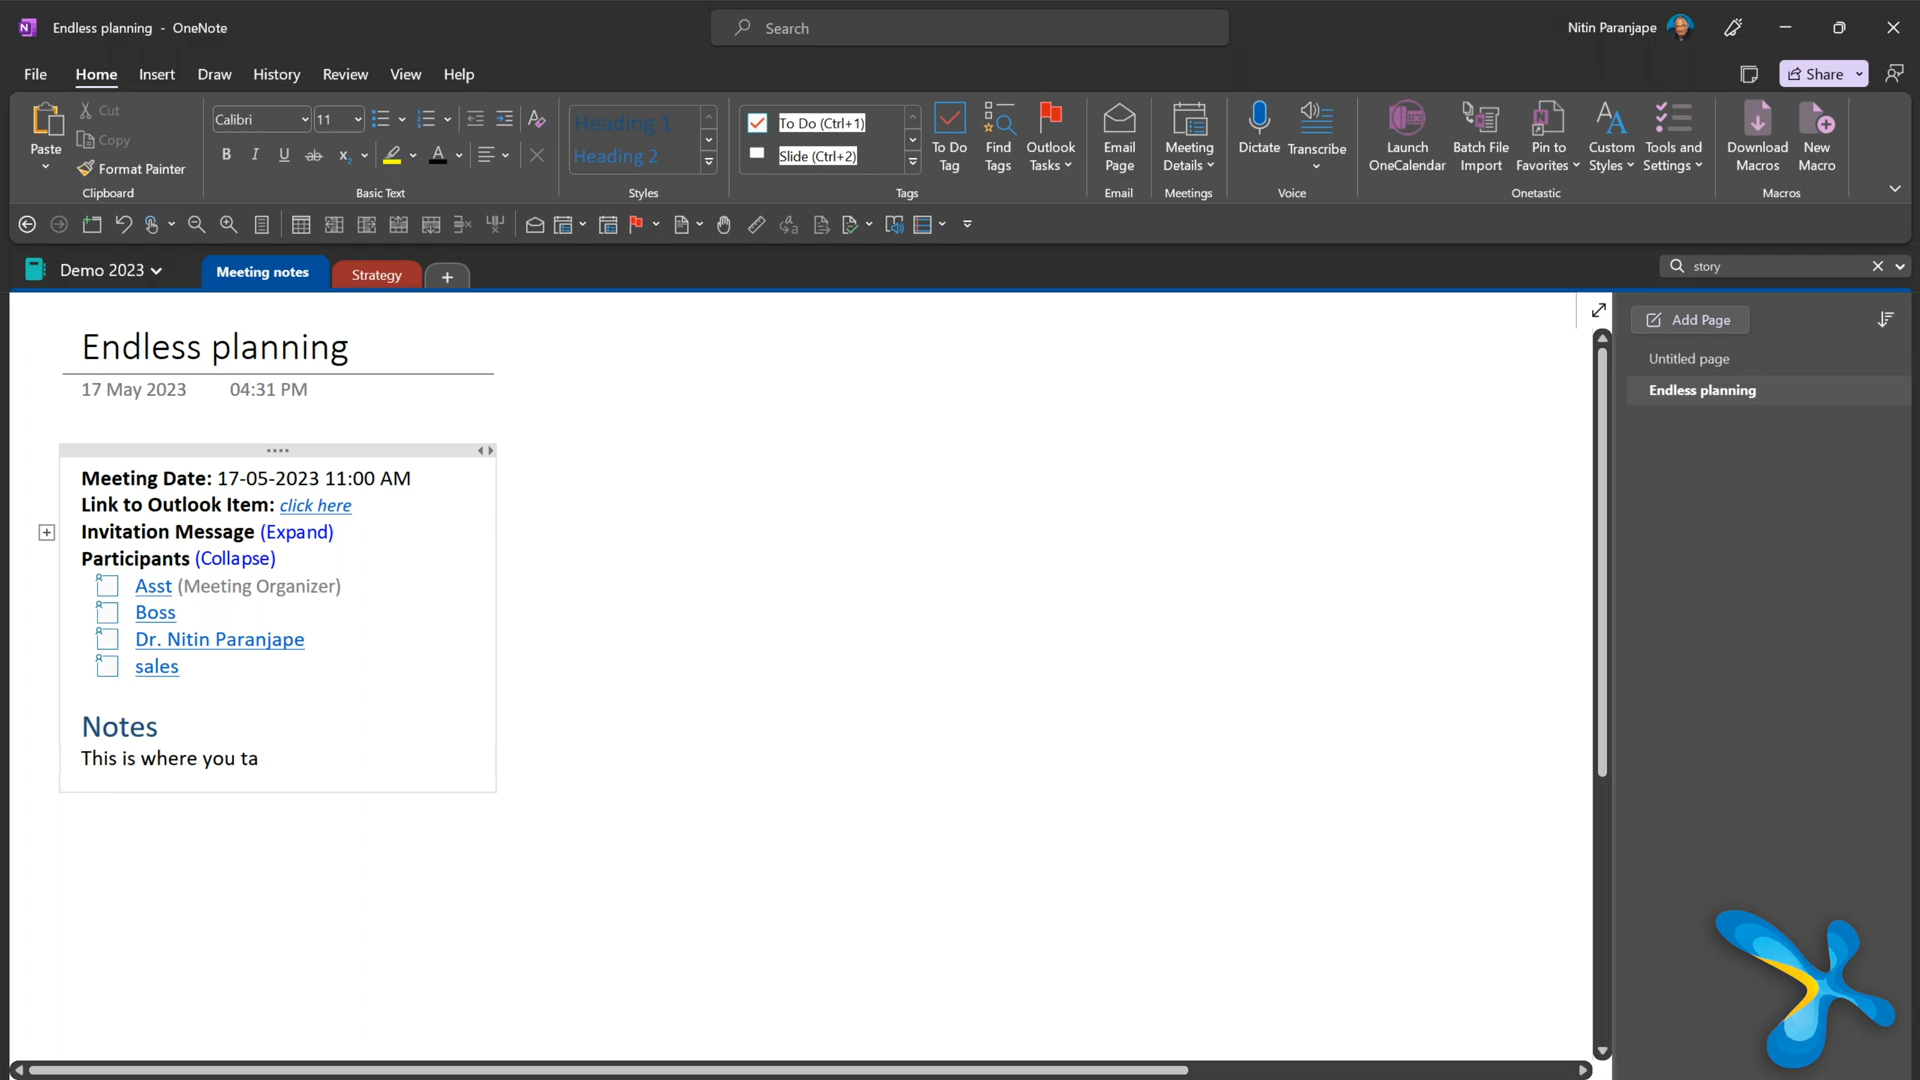 Endless planning - OneNote
Search
Nitin Paranjape
File Home Insert Draw History Review View Help
Share
Paste
Cut
Copy
Format Painter
Clipboard
Calibri 11
B I U ab x
A
Basic Text
Heading 1
Heading 2
Styles
To Do (Ctrl+1)
Slide (Ctrl+2)
Tags
To Do Tag
Find Tags
Outlook Tasks
Email Page
Email
Meeting Details
Meetings
Dictate
Transcribe
Voice
Launch OneCalendar
Batch File Import
Pin to Favorites
Custom Styles
Tools and Settings
Onetastic
Download Macros
New Macro
Macros
Demo 2023
Meeting notes
Strategy
+
story
Endless planning
17 May 2023 04:31 PM
Meeting Date: 17-05-2023 11:00 AM
Link to Outlook Item: click here
Invitation Message (Expand)
Participants (Collapse)
Asst (Meeting Organizer)
Boss
Dr. Nitin Paranjape
sales
Notes
This is where you ta
Add Page
Untitled page
Endless planning